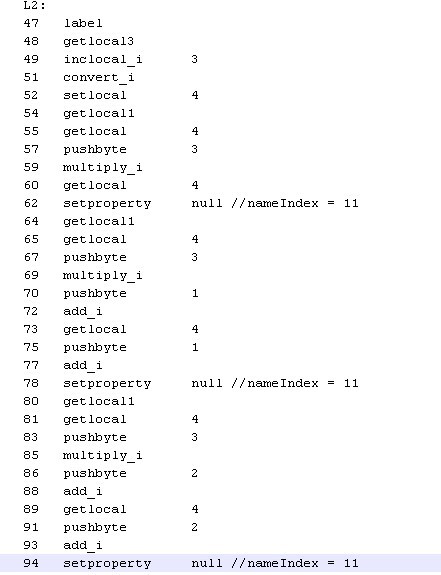 L2:
47 label
48 getlocal3
49 inclocal_i 3
51 convert_i
52 setlocal 4
54 getlocal1
55 getlocal 4
57 pushbyte 3
59 multiply_i
60 getlocal 4
62 setproperty null //nameIndex = 11
64 getlocal1
65 getlocal 4
67 pushbyte 3
69 multiply_i
70 pushbyte 1
72 add_i
73 getlocal 4
75 pushbyte 1
77 add_i
78 setproperty null //nameIndex = 11
80 getlocal1
81 getlocal 4
83 pushbyte 3
85 multiply_i
86 pushbyte 2
88 add_i
89 getlocal 4
91 pushbyte 2
93 add_i
94 setproperty null //nameIndex = 11